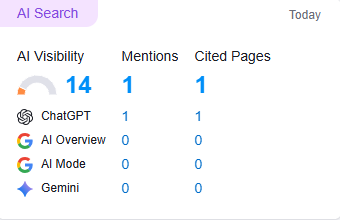 AI Search
Today
AI Visibility Mentions Cited Pages
14 1 1
ChatGPT 1 1
AI Overview 0 0
AI Mode 0 0
Gemini 0 0